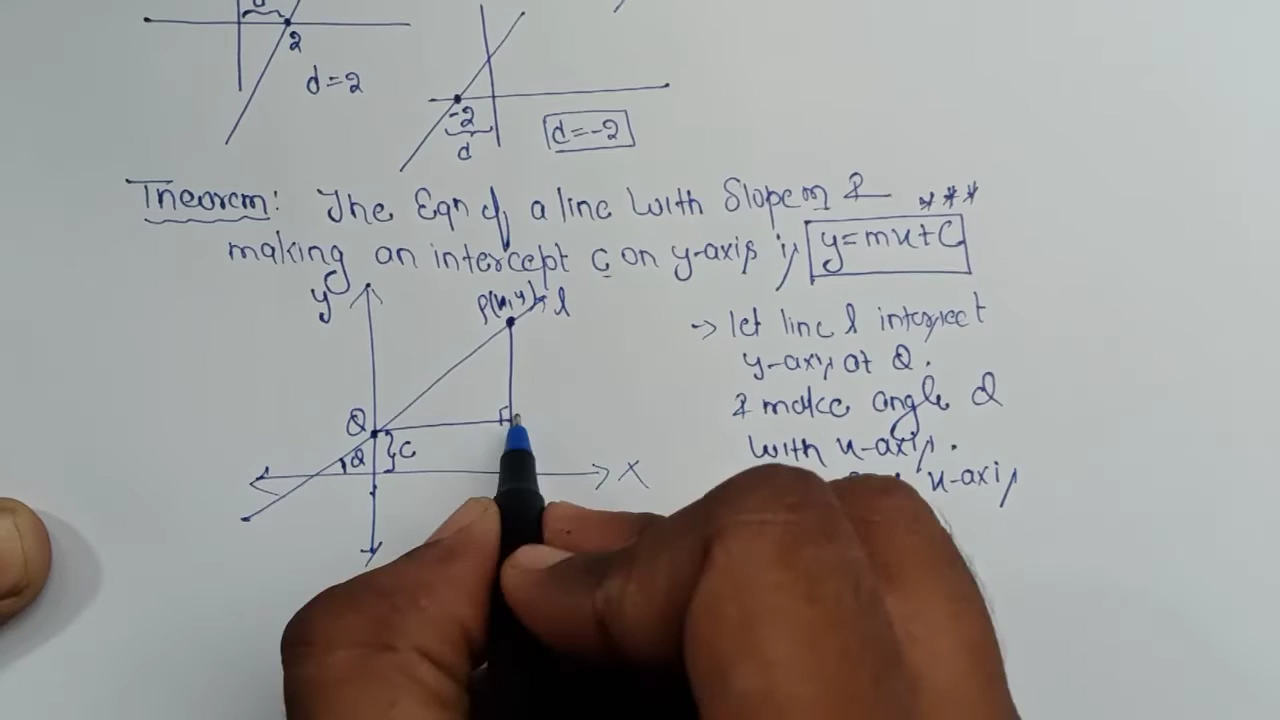 2
d=2
-2
d
d=-2
Theorem: The Eqn of a line with Slope m &
making an intercept C on y-axis is y=mx+c
***
y
P(x,y)
l
Q
C
X
→ let line l intersect
y-axis at Q.
& make angle α
with x-axis.
x-axis